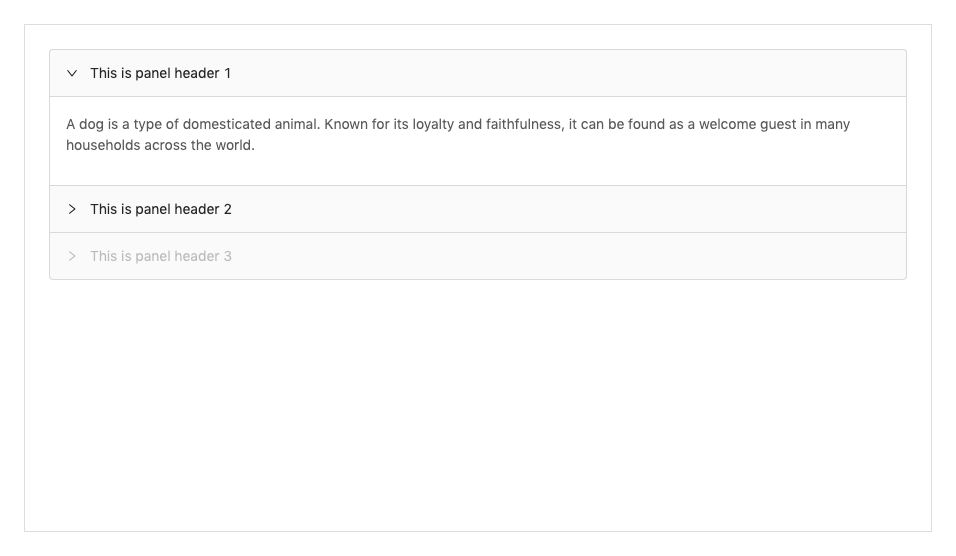 This is panel header 1
A dog is a type of domesticated animal. Known for its loyalty and faithfulness, it can be found as a welcome guest in many
households across the world.
This is panel header 2
This is panel header 3